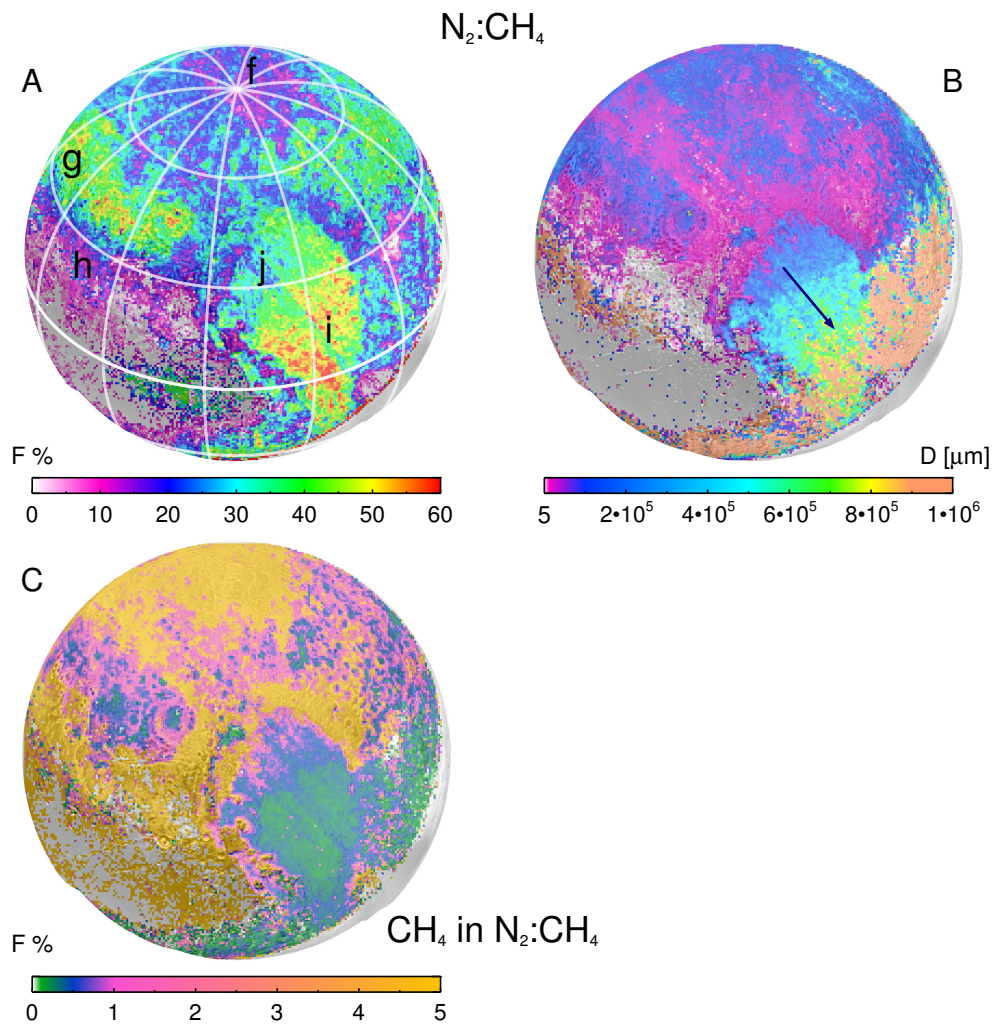 N₂:CH₄
A
B
f
g
h
j
i
F %
0 10 20 30 40 50 60
D [μm]
5 2•10⁵ 4•10⁵ 6•10⁵ 8•10⁵ 1•10⁶
C
CH₄ in N₂:CH₄
F %
0 1 2 3 4 5